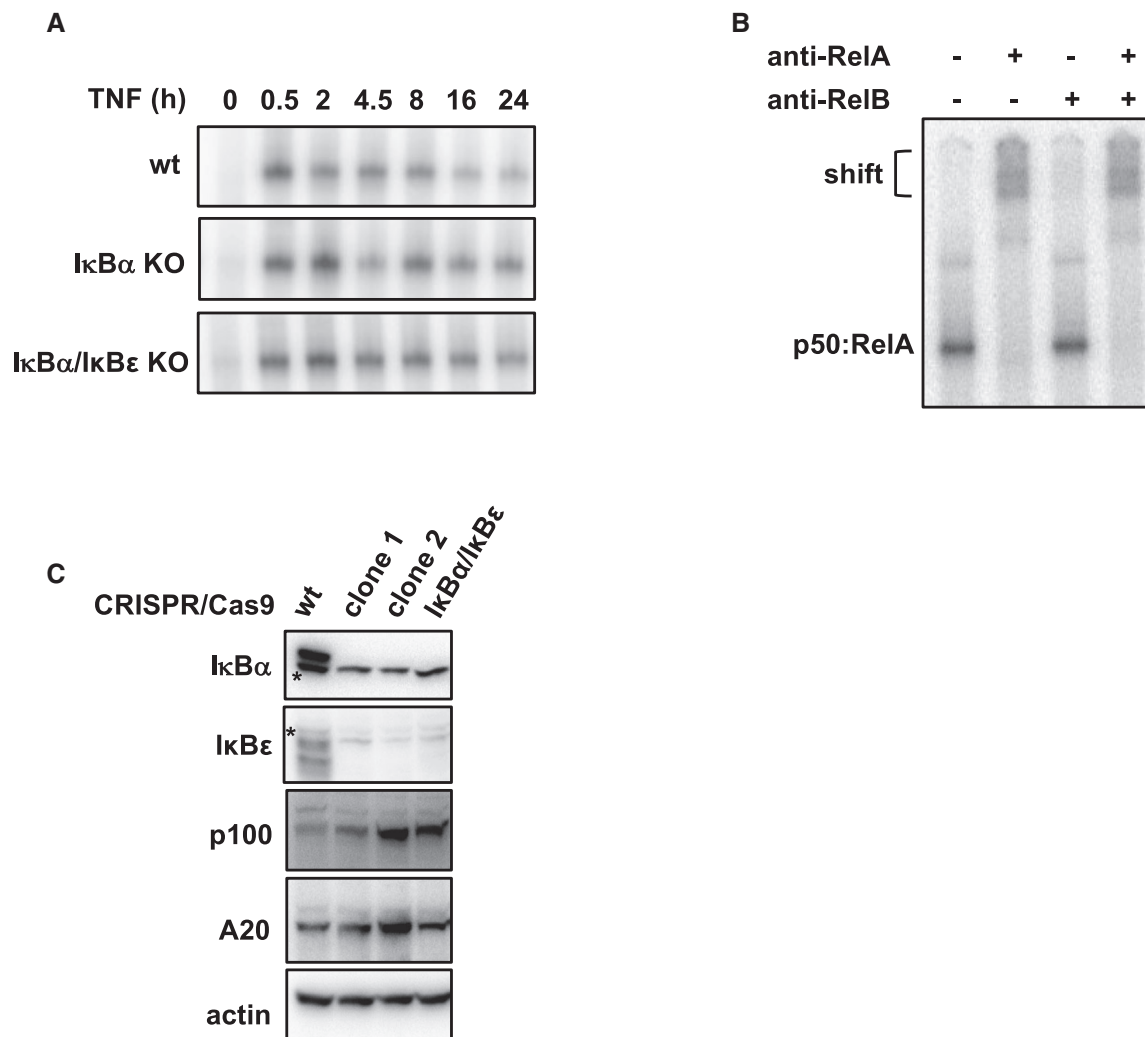 A
TNF (h) 0 0.5 2 4.5 8 16 24
wt
IκBα KO
IκBα/IκBε KO
B
anti-RelA - + - +
anti-RelB - - + +
shift
p50:RelA
C
CRISPR/Cas9 wt clone 1 clone 2 IκBα/IκBε
IκBα
*
IκBε
*
p100
A20
actin